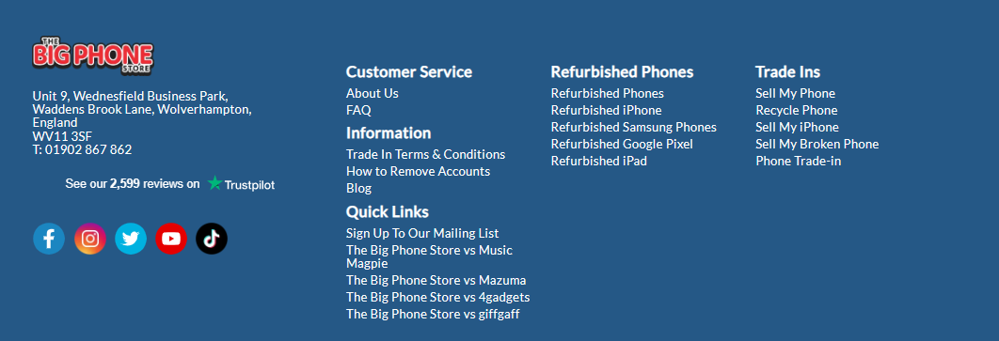 THE
BIG PHONE
STORE
Unit 9, Wednesfield Business Park,
Waddens Brook Lane, Wolverhampton,
England
WV11 3SF
T: 01902 867 862
See our 2,599 reviews on Trustpilot
Customer Service
About Us
FAQ
Information
Trade In Terms & Conditions
How to Remove Accounts
Blog
Quick Links
Sign Up To Our Mailing List
The Big Phone Store vs Music
Magpie
The Big Phone Store vs Mazuma
The Big Phone Store vs 4gadgets
The Big Phone Store vs giffgaff
Refurbished Phones
Refurbished Phones
Refurbished iPhone
Refurbished Samsung Phones
Refurbished Google Pixel
Refurbished iPad
Trade Ins
Sell My Phone
Recycle Phone
Sell My iPhone
Sell My Broken Phone
Phone Trade-in